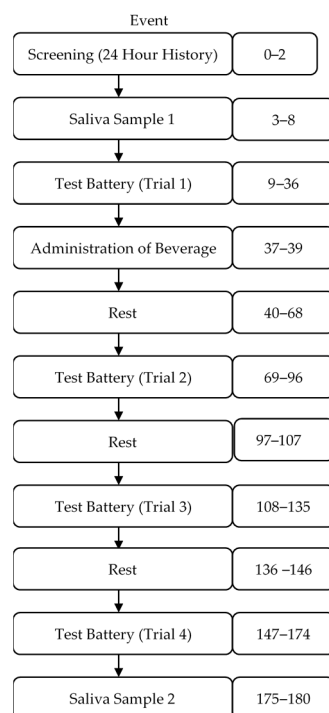 Event
Screening (24 Hour History) 0–2
Saliva Sample 1 3–8
Test Battery (Trial 1) 9–36
Administration of Beverage 37–39
Rest 40–68
Test Battery (Trial 2) 69–96
Rest 97–107
Test Battery (Trial 3) 108–135
Rest 136 –146
Test Battery (Trial 4) 147–174
Saliva Sample 2 175–180